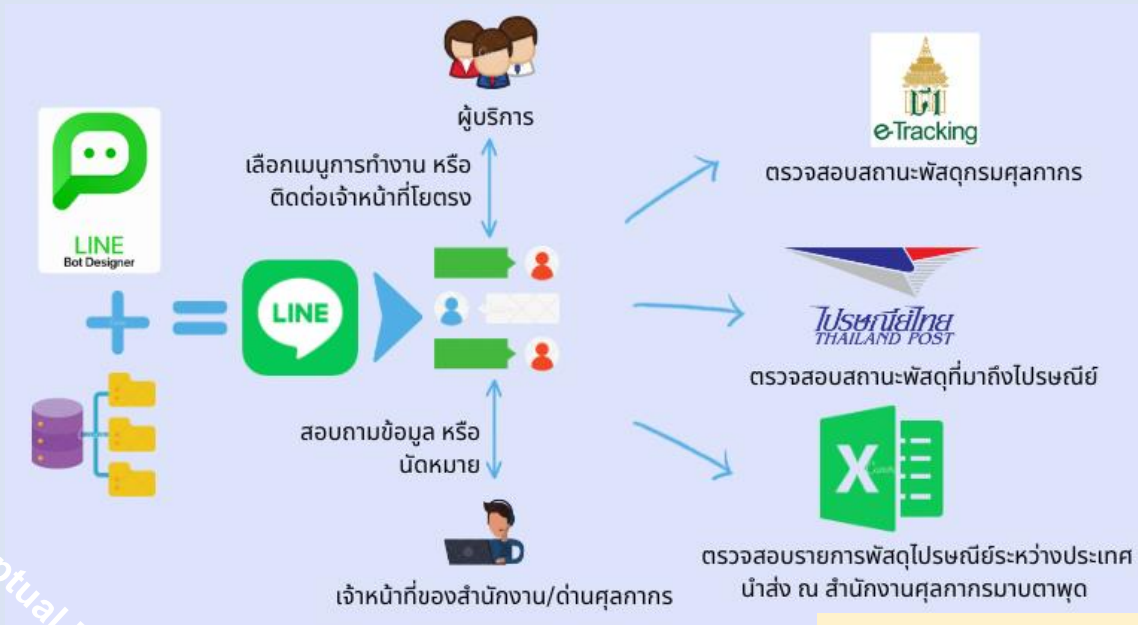 ผู้บริการ
เลือกเมนูการทำงาน หรือ
ติดต่อเจ้าหน้าที่โยตรง
LINE
Bot Designer
LINE
สอบถามข้อมูล หรือ
นัดหมาย
เจ้าหน้าที่ของสำนักงาน/ด่านศุลกากร
e-Tracking
ตรวจสอบสถานะพัสดุกรมศุลกากร
ไปรษณีย์ไทย
THAILAND POST
ตรวจสอบสถานะพัสดุที่มาถึงไปรษณีย์
X
ตรวจสอบรายการพัสดุไปรษณีย์ระหว่างประเทศ
นำส่ง ณ สำนักงานศุลกากรมาบตาพุด